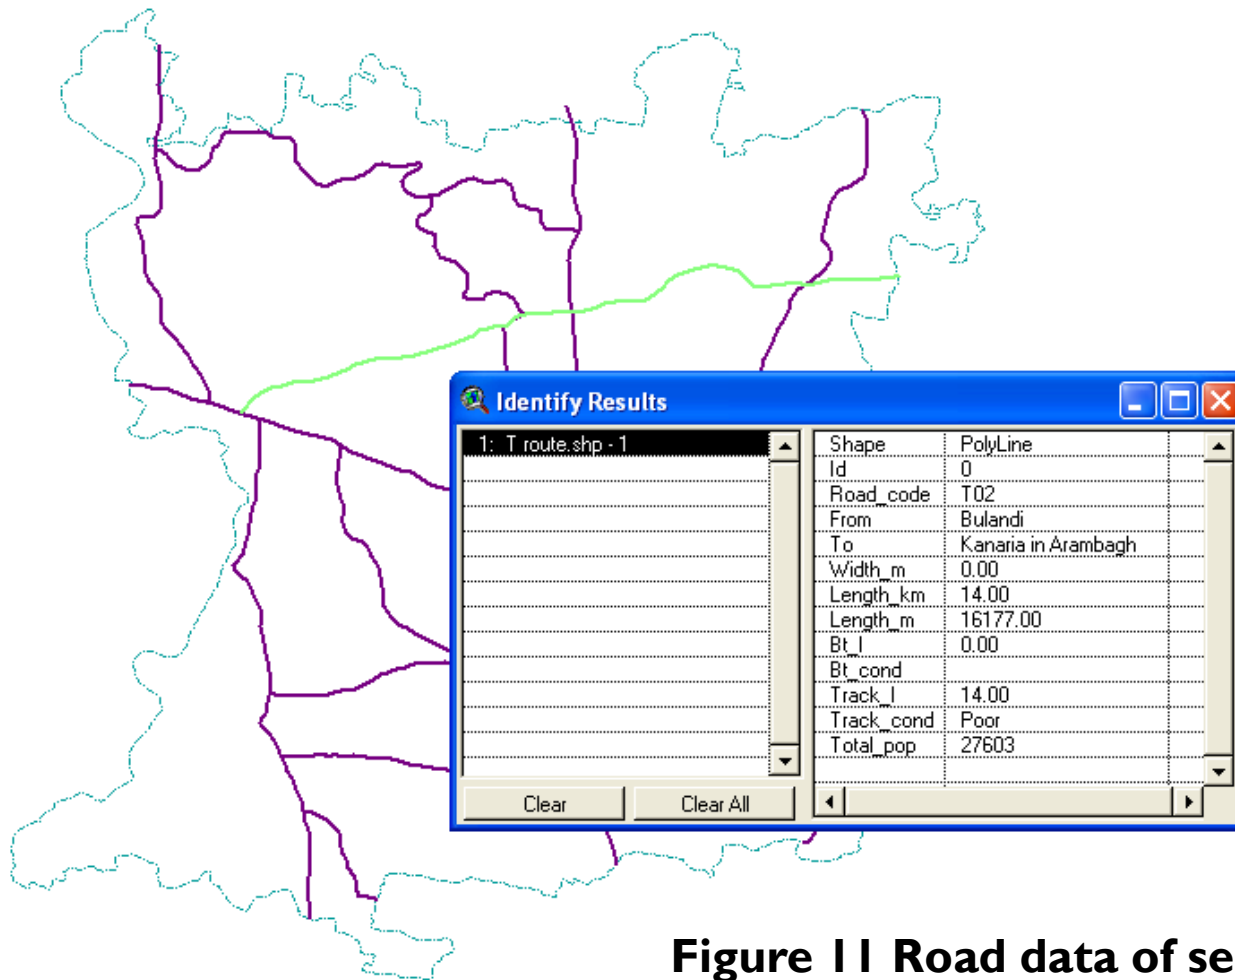 Identify Results
1: T route.shp - 1
Shape PolyLine
Id 0
Road_code T02
From Bulandi
To Kanaria in Arambagh
Width_m 0.00
Length_km 14.00
Length_m 16177.00
Bt_l 0.00
Bt_cond
Track_l 14.00
Track_cond Poor
Total_pop 27603
Clear Clear All
Figure 11 Road data of se